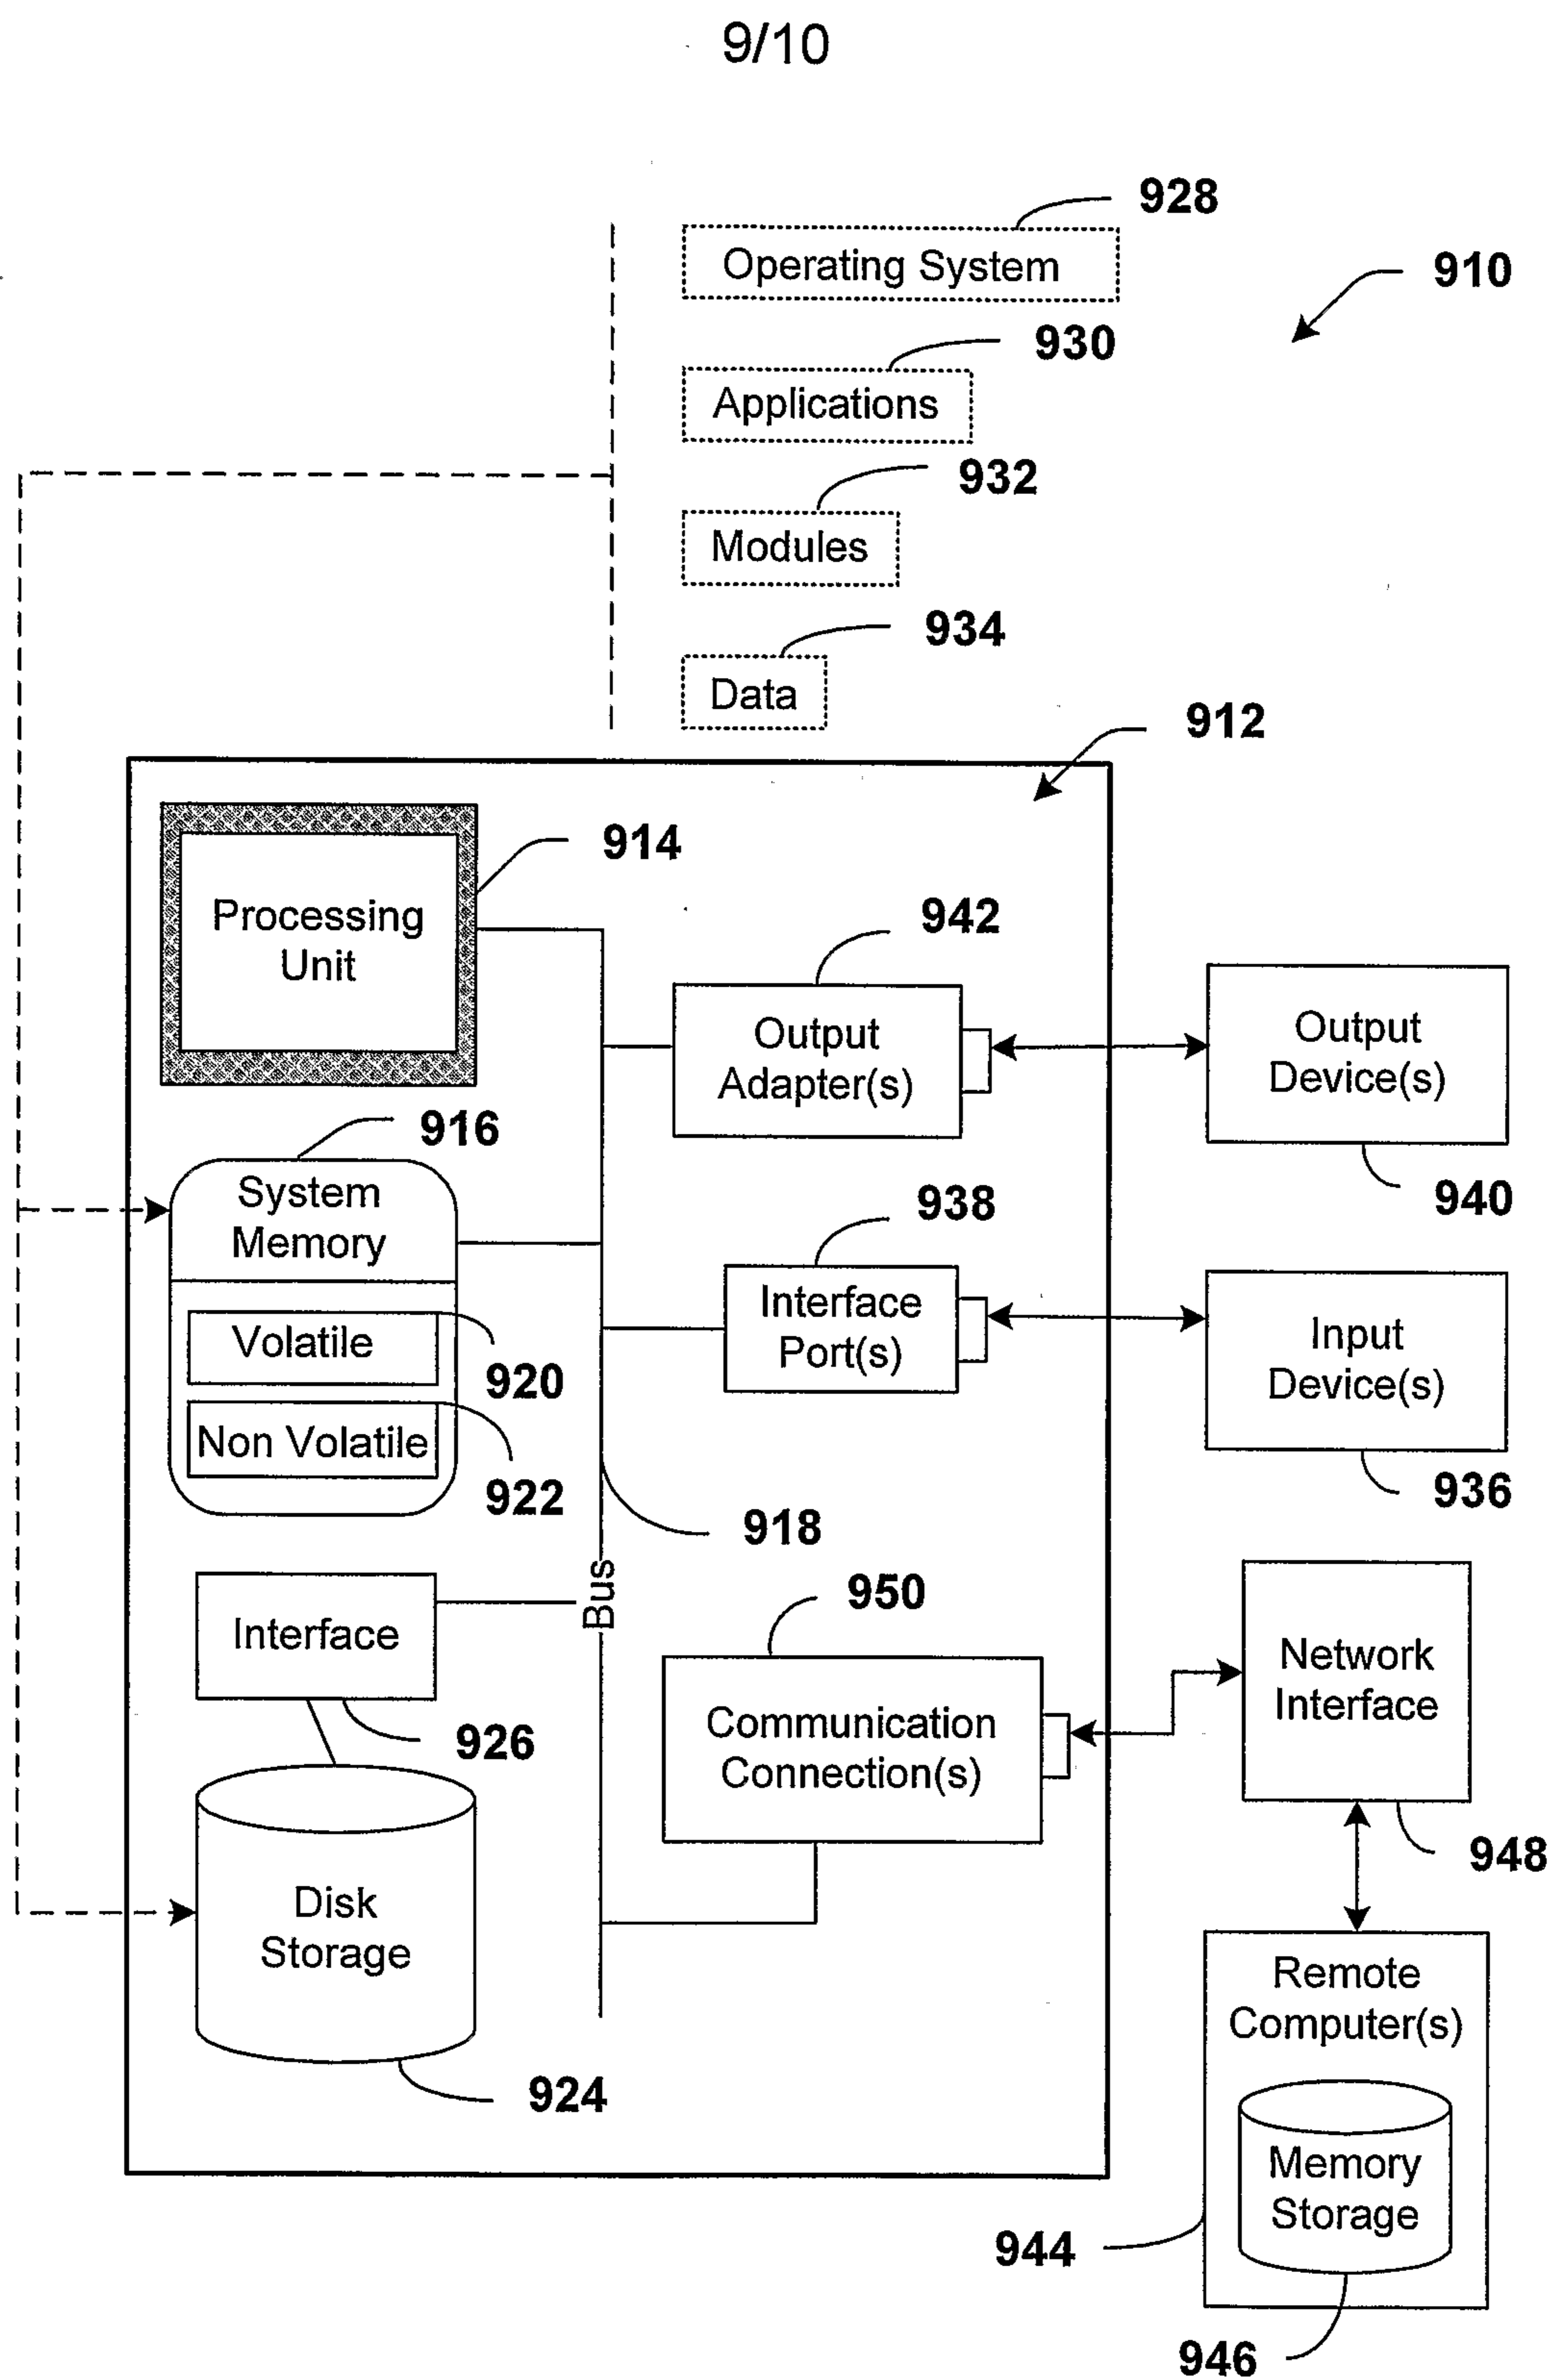 9/10
928
Operating System
910
930
Applications
932
Modules
934
Data
912
914
Processing
Unit
942
Output
Adapter(s)
Output
Device(s)
940
916
System
Memory
938
Interface
Port(s)
Input
Device(s)
936
Volatile
920
Non Volatile
922
918
Bus
Interface
926
950
Communication
Connection(s)
Network
Interface
948
Disk
Storage
924
Remote
Computer(s)
Memory
Storage
944
946